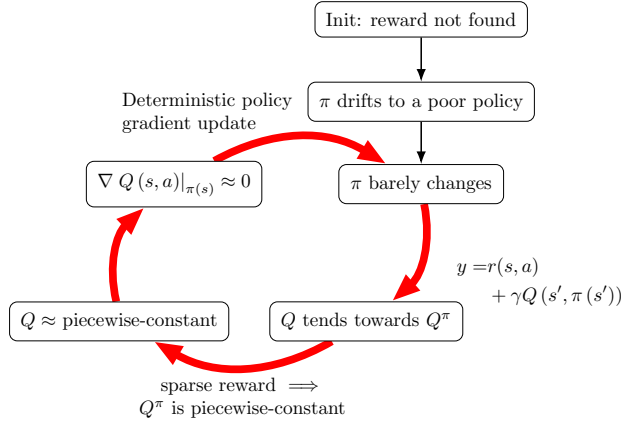 Init: reward not found
π drifts to a poor policy
Deterministic policy
gradient update
∇ Q (s, a)|π(s) ≈ 0
π barely changes
y =r(s, a)
+ γQ (s′, π (s′))
Q ≈ piecewise-constant
Q tends towards Qπ
sparse reward ⟹
Qπ is piecewise-constant